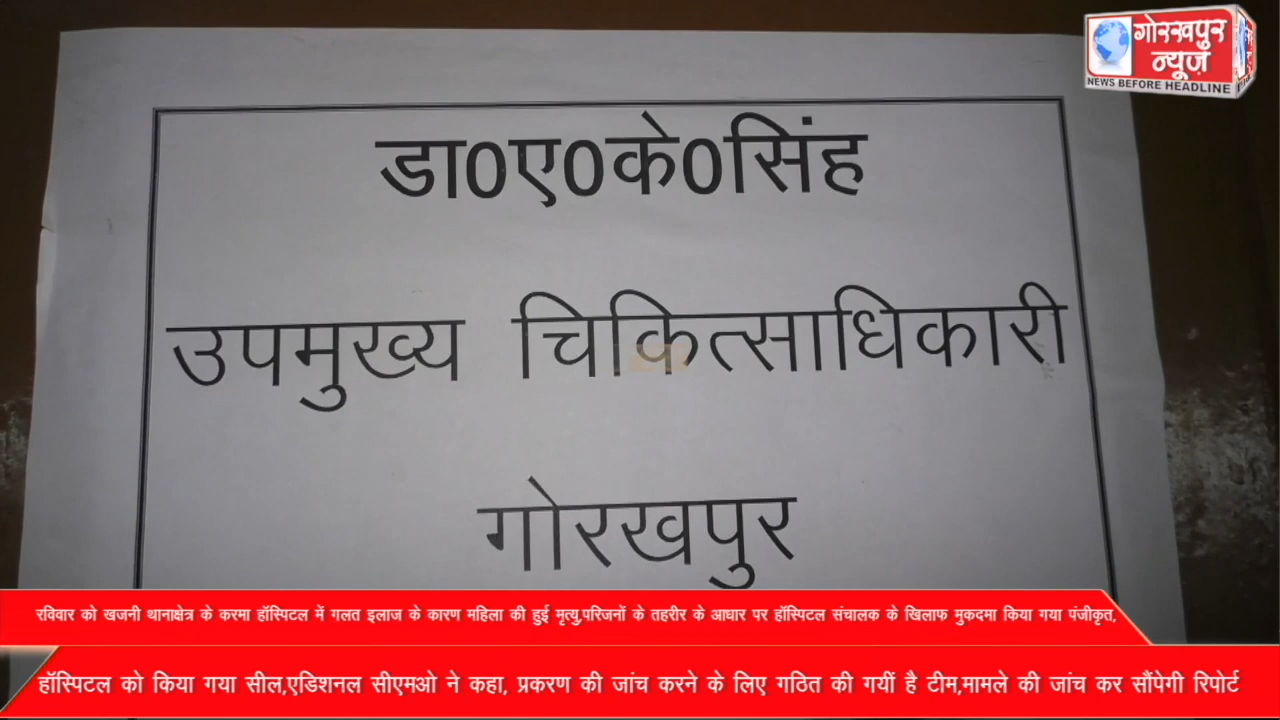 गोरखपुर
न्यूज़
NEWS BEFORE HEADLINE
डा0ए0के0सिंह
उपमुख्य चिकित्साधिकारी
गोरखपुर
रविवार को खजनी थानाक्षेत्र के करमा हॉस्पिटल में गलत इलाज के कारण महिला की हुई मृत्यु,परिजनों के तहरीर के आधार पर हॉस्पिटल संचालक के खिलाफ मुकदमा किया गया पंजीकृत,
हॉस्पिटल को किया गया सील,एडिशनल सीएमओ ने कहा, प्रकरण की जांच करने के लिए गठित की गयीं है टीम,मामले की जांच कर सौंपेगी रिपोर्ट